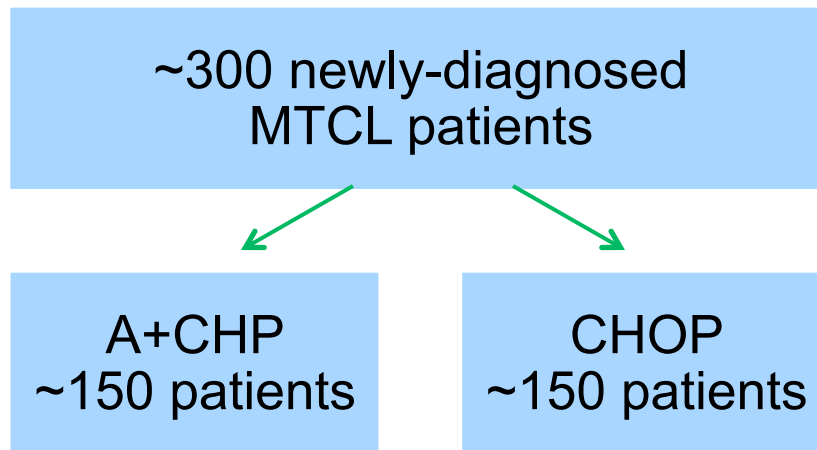 ~300 newly-diagnosed
MTCL patients
A+CHP
~150 patients
CHOP
~150 patients